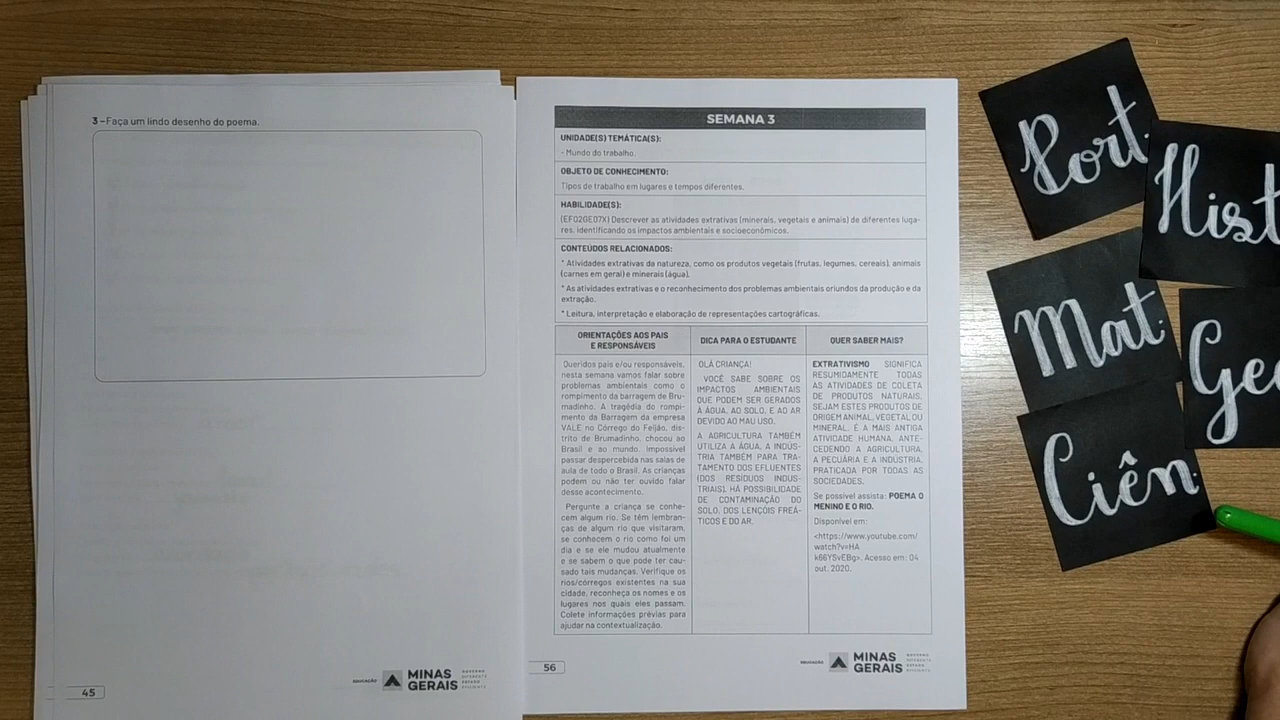 3 – Faça um lindo desenho do poema.
45
EDUCAÇÃO
MINAS
GERAIS
GOVERNO
DIFERENTE
ESTADO
EFICIENTE
SEMANA 3
UNIDADE(S) TEMÁTICA(S):
- Mundo do trabalho.
OBJETO DE CONHECIMENTO:
Tipos de trabalho em lugares e tempos diferentes.
HABILIDADE(S):
(EF02GE07X) Descrever as atividades extrativas (minerais, vegetais e animais) de diferentes luga-
res, identificando os impactos ambientais e socioeconômicos.
CONTEÚDOS RELACIONADOS:
* Atividades extrativas da natureza, como os produtos vegetal (frutas, legumes, cereais), animais
(carnes em geral) e minerais (água).
* As atividades extrativas e o reconhecimento dos problemas ambientais oriundos da produção e da
extração.
* Leitura, interpretação e elaboração de representações cartográficas.
ORIENTAÇÕES AOS PAIS
E RESPONSÁVEIS
Queridos pais e/ou responsáveis,
nesta semana vamos falar sobre
problemas ambientais como o
rompimento da barragem de Bru-
madinho. A tragédia do rompi-
mento da Barragem da empresa
VALE no Córrego do Feijão, dis-
trito de Brumadinho, chocou ao
Brasil e ao mundo. Impossível
passar despercebida nas salas de
aula de todo o Brasil. As crianças
podem ou não ter ouvido falar
desse acontecimento.
Pergunte a criança se conhe-
cem algum rio. Se têm lembran-
ças de algum rio que visitaram,
se conhecem o rio como foi um
dia e se ele mudou atualmente
e se sabem o que pode ter cau-
sado tais mudanças. Verifique os
rios/córregos existentes na sua
cidade, reconheça os nomes e os
lugares nos quais eles passam.
Colete informações prévias para
ajudar na contextualização.
DICA PARA O ESTUDANTE
OLÁ CRIANÇA!
VOCÊ SABE SOBRE OS
IMPACTOS AMBIENTAIS
QUE PODEM SER GERADOS
À ÁGUA, AO SOLO, E AO AR
DEVIDO AO MAU USO.
A AGRICULTURA TAMBÉM
UTILIZA A ÁGUA, A INDÚS-
TRIA TAMBÉM PARA TRA-
TAMENTO DOS EFLUENTES
(DOS RESÍDUOS INDUS-
TRIAIS). HÁ POSSIBILIDADE
DE CONTAMINAÇÃO DO
SOLO, DOS LENÇÓIS FREÁ-
TICOS E DO AR.
QUER SABER MAIS?
EXTRATIVISMO SIGNIFICA
RESUMIDAMENTE TODAS
AS ATIVIDADES DE COLETA
DE PRODUTOS NATURAIS,
SEJAM ESTES PRODUTOS DE
ORIGEM ANIMAL, VEGETAL OU
MINERAL. É A MAIS ANTIGA
ATIVIDADE HUMANA, ANTE-
CEDENDO A AGRICULTURA,
A PECUÁRIA E A INDÚSTRIA.
PRATICADA POR TODAS AS
SOCIEDADES.
Se possível assista: POEMA O
MENINO E O RIO.
Disponível em:
<https://www.youtube.com/
watch?v=HA
k66YSvEBg>. Acesso em: 04
out. 2020.
56
EDUCAÇÃO
MINAS
GERAIS
GOVERNO
DIFERENTE
ESTADO
EFICIENTE
Port.
Hist
Mat.
Geo
Ciên.